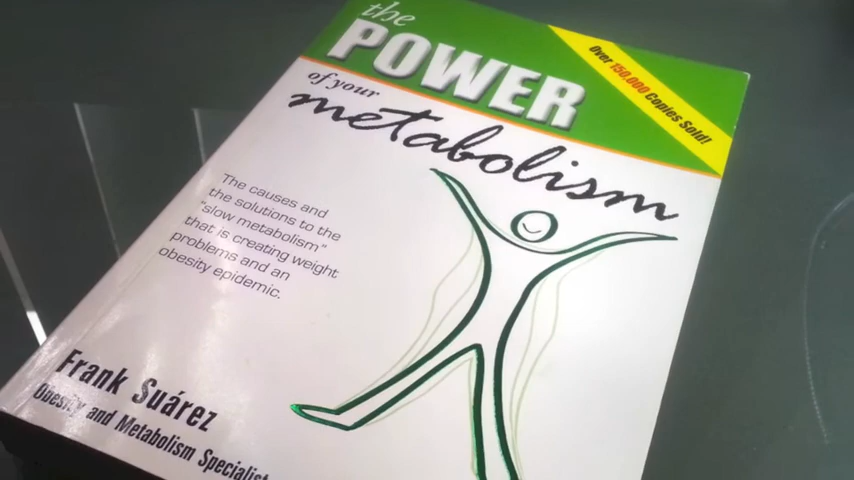 the
POWER
of your
metabolism
Over 150,000 Copies Sold!
The causes and
the solutions to the
"slow metabolism"
that is creating weight
problems and an
obesity epidemic.
Frank Suárez
Obesity and Metabolism Specialist